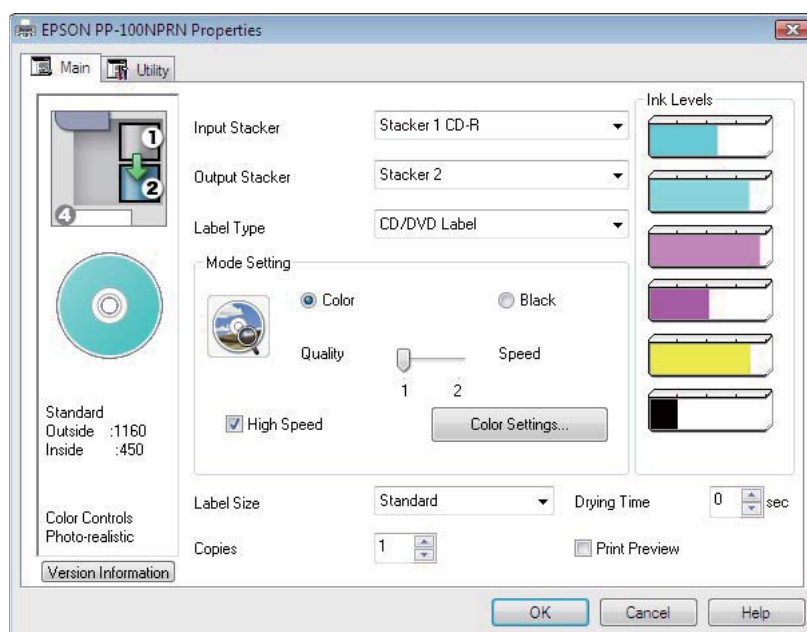 EPSON PP-100NPRN Properties
Main
Utility
1
2
4
Standard
Outside :1160
Inside :450
Color Controls
Photo-realistic
Version Information
Input Stacker Stacker 1 CD-R
Output Stacker Stacker 2
Label Type CD/DVD Label
Mode Setting
Color Black
Quality Speed
1 2
High Speed Color Settings...
Label Size Standard Drying Time 0 sec
Copies 1 Print Preview
Ink Levels
OK Cancel Help